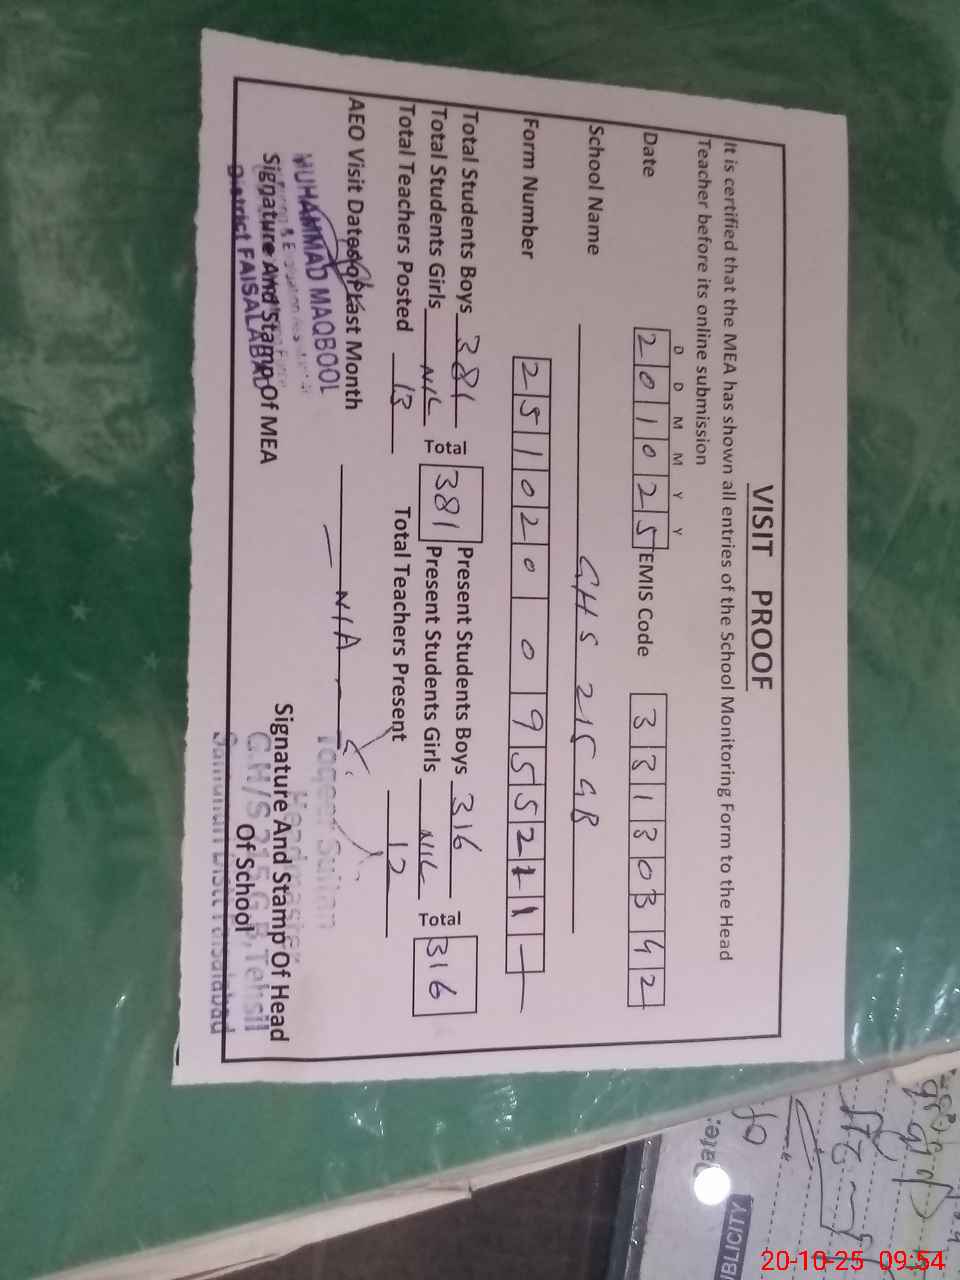 VISIT PROOF
It is certified that the MEA has shown all entries of the School Monitoring Form to the Head
Teacher before its online submission
D D M M Y Y
Date 2 0 1 0 2 5 EMIS Code 3 3 1 3 0 3 4 2
School Name GHS 215 GB
Form Number 2 5 1 0 2 0 0 9 5 5 2 1 1
Total Students Boys 381 Total 381 Present Students Boys 316 Total 316
Total Students Girls NIL Present Students Girls NIL
Total Teachers Posted 13 Total Teachers Present 12
AEO Visit Dates of Last Month — N/A —
MUHAMMAD MAQBOOL
Signature And Stamp Of MEA
District FAISALABAD
Headmaster
Signature And Stamp Of Head
Of School
G.H/S 215 G.B, Tehsil
Faisalabad
Date:
20-10-25 09:54